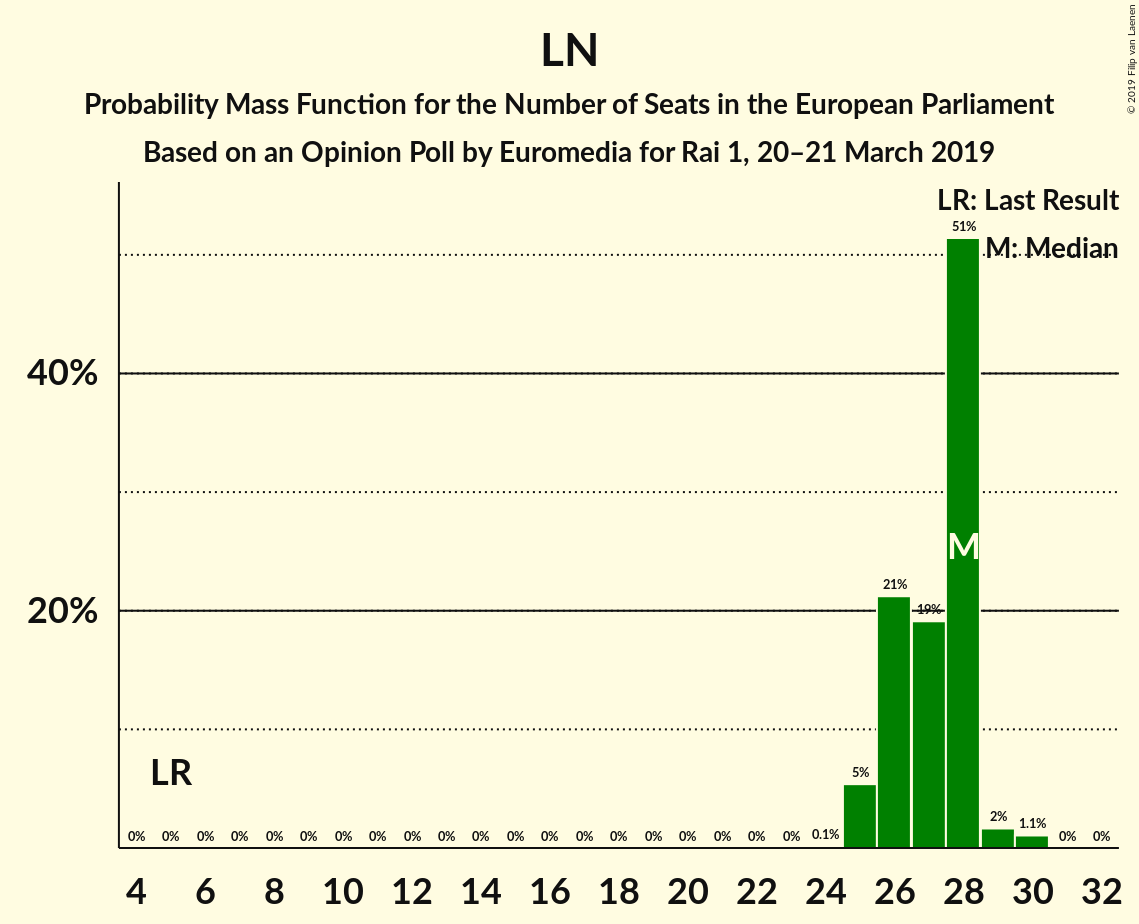 © 2019 Filip van Laenen
LN
Probability Mass Function for the Number of Seats in the European Parliament
Based on an Opinion Poll by Euromedia for Rai 1, 20–21 March 2019
LR: Last Result
M: Median
51%
40%
M
21%
19%
20%
LR
5%
2%
1.1%
0.1%
0% 0% 0% 0% 0% 0% 0% 0% 0% 0% 0% 0% 0% 0% 0% 0% 0% 0% 0% 0% 0% 0%
4 6 8 10 12 14 16 18 20 22 24 26 28 30 32